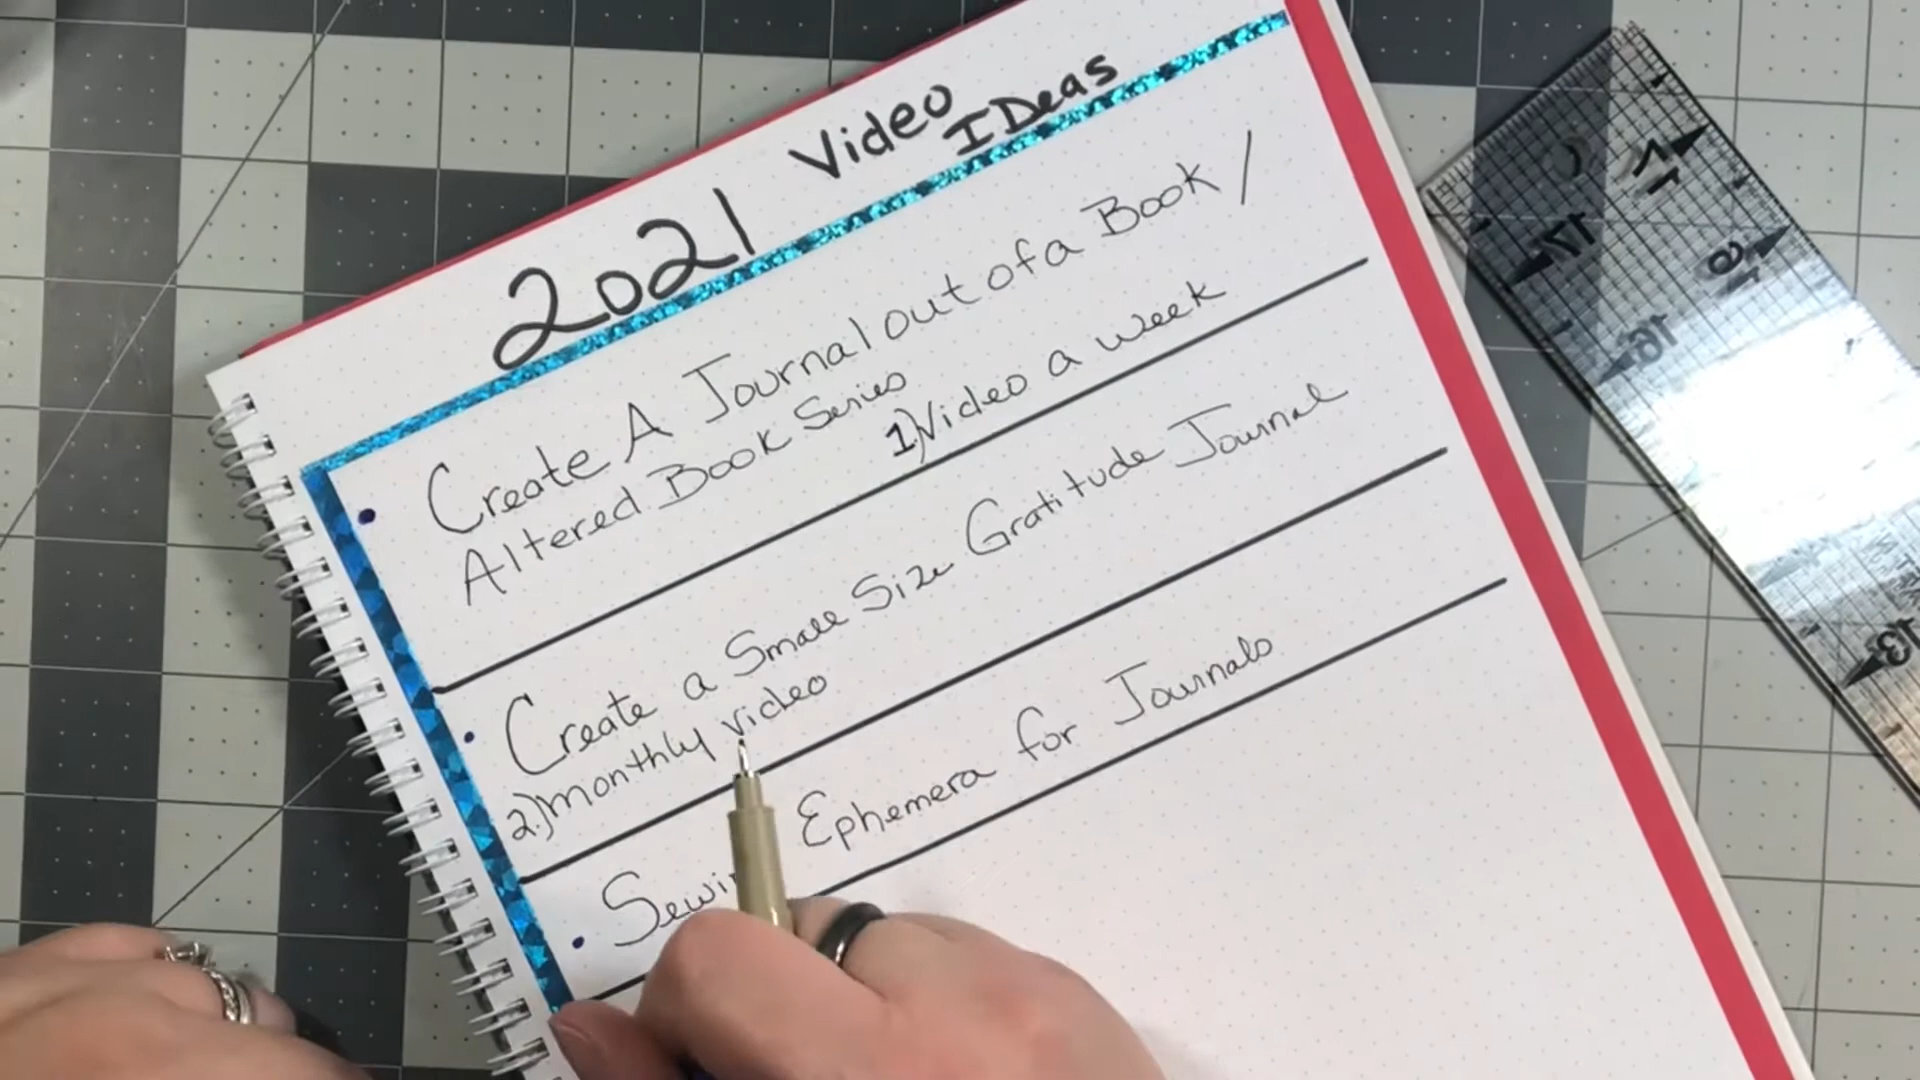 2021 Video
IDeas
Create A Journal out of a Book /
Altered Book Series
1) Video a week
Create a Small Size Gratitude Journal
2.) monthly video
Ephemera for Journals